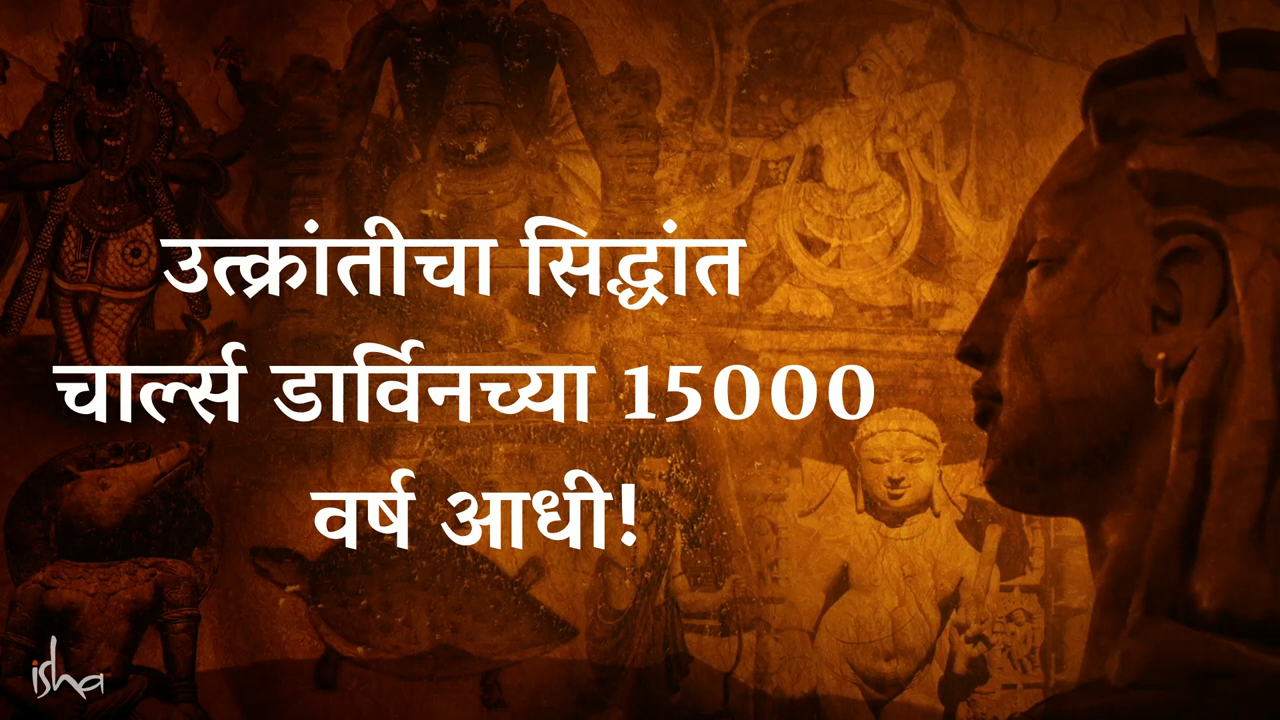 उत्क्रांतीचा सिद्धांत
चार्ल्स डार्विनच्या 15000
वर्ष आधी!
isha